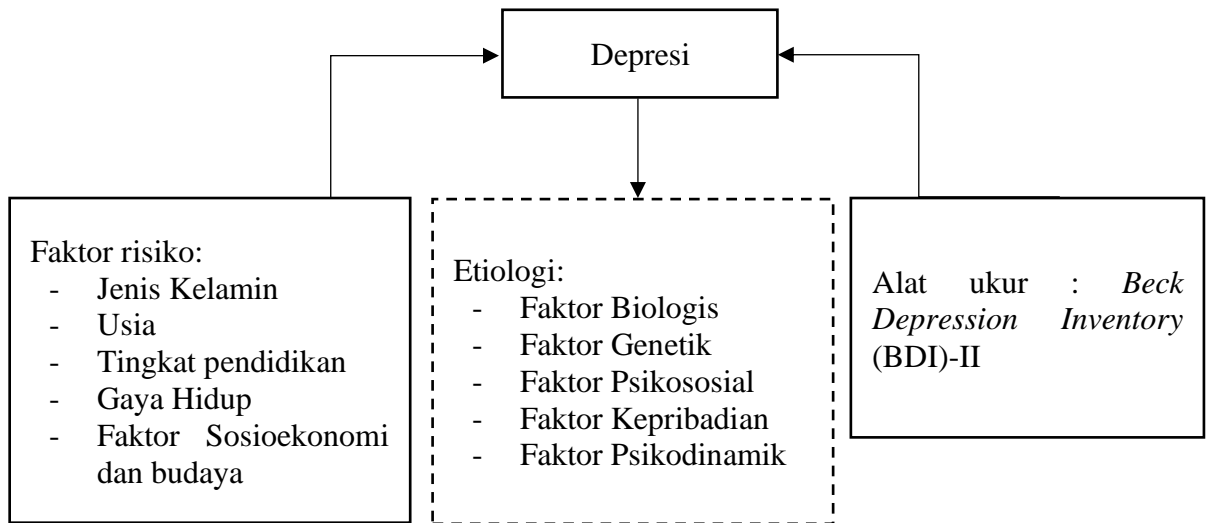 Depresi
Faktor risiko:
- Jenis Kelamin
- Usia
- Tingkat pendidikan
- Gaya Hidup
- Faktor Sosioekonomi
dan budaya
Etiologi:
- Faktor Biologis
- Faktor Genetik
- Faktor Psikososial
- Faktor Kepribadian
- Faktor Psikodinamik
Alat ukur : Beck
Depression Inventory
(BDI)-II